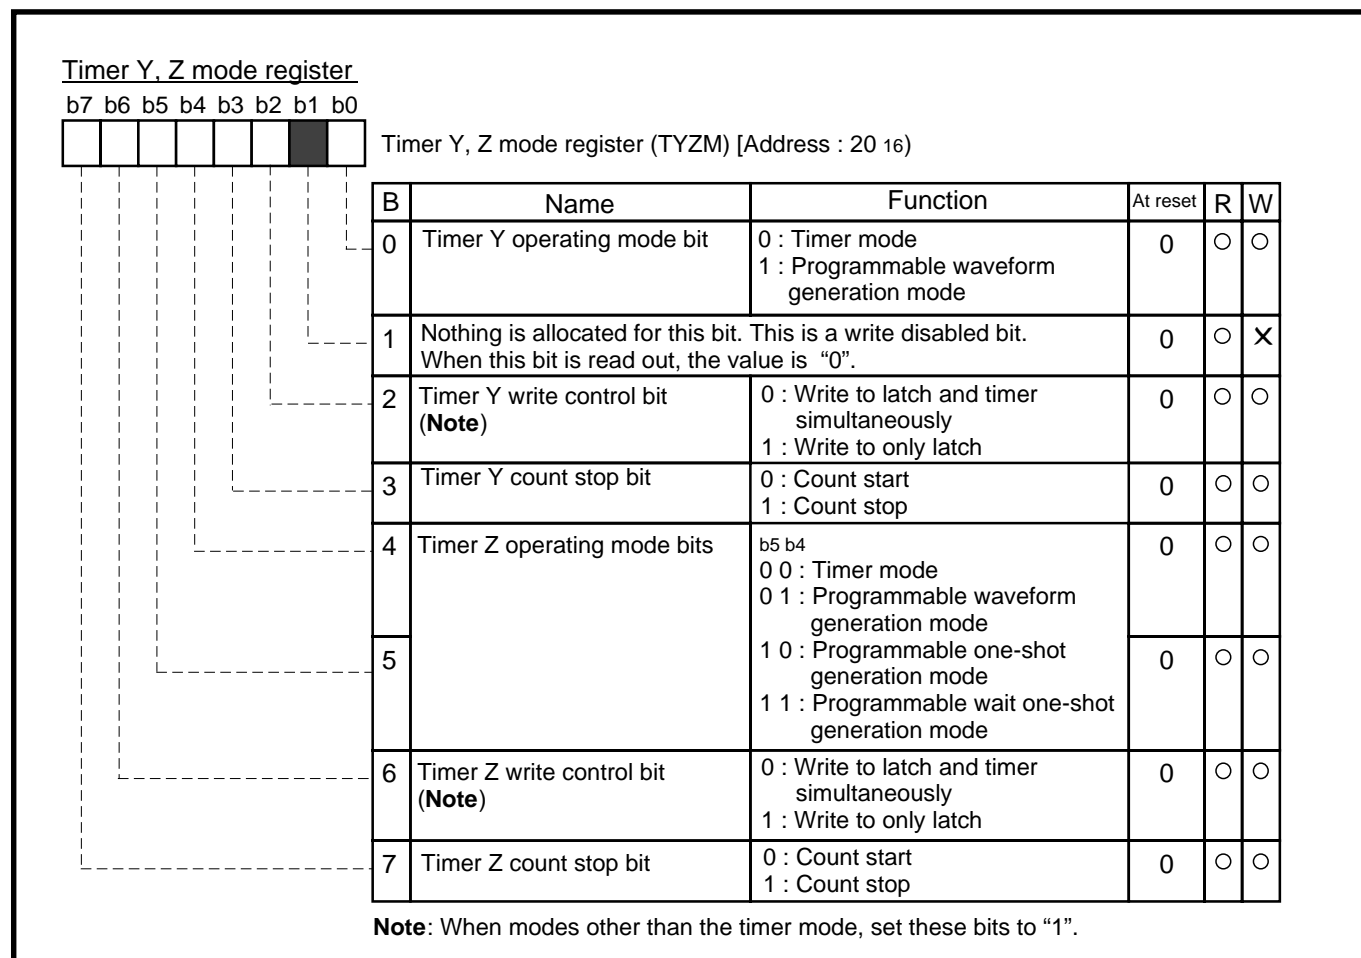 Timer Y, Z mode register
b7 b6 b5 b4 b3 b2 b1 b0
Timer Y, Z mode register (TYZM) [Address : 20 16)
B Name Function At reset R W
0 Timer Y operating mode bit 0 : Timer mode 0 ○ ○
1 : Programmable waveform
generation mode
1 Nothing is allocated for this bit. This is a write disabled bit. 0 ○ ×
When this bit is read out, the value is “0”.
2 Timer Y write control bit 0 : Write to latch and timer 0 ○ ○
(Note) simultaneously
1 : Write to only latch
3 Timer Y count stop bit 0 : Count start 0 ○ ○
1 : Count stop
4 Timer Z operating mode bits b5 b4 0 ○ ○
0 0 : Timer mode
0 1 : Programmable waveform
generation mode
5 1 0 : Programmable one-shot 0 ○ ○
generation mode
1 1 : Programmable wait one-shot
generation mode
6 Timer Z write control bit 0 : Write to latch and timer 0 ○ ○
(Note) simultaneously
1 : Write to only latch
7 Timer Z count stop bit 0 : Count start 0 ○ ○
1 : Count stop
Note: When modes other than the timer mode, set these bits to “1”.